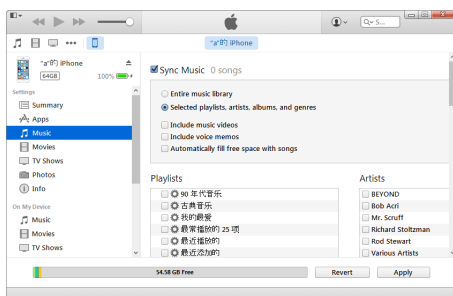 S...
"a"的 iPhone
"a"的 iPhone
64GB
100%
Settings
Summary
Apps
Music
Movies
TV Shows
Photos
Info
On My Device
Music
Movies
TV Shows
Sync Music 0 songs
Entire music library
Selected playlists, artists, albums, and genres
Include music videos
Include voice memos
Automatically fill free space with songs
Playlists
90 年代音乐
古典音乐
我的最爱
最常播放的 25 项
最近播放的
最近添加的
Artists
BEYOND
Bob Acri
Mr. Scruff
Richard Stoltzman
Rod Stewart
Various Artists
54.58 GB Free
Revert
Apply